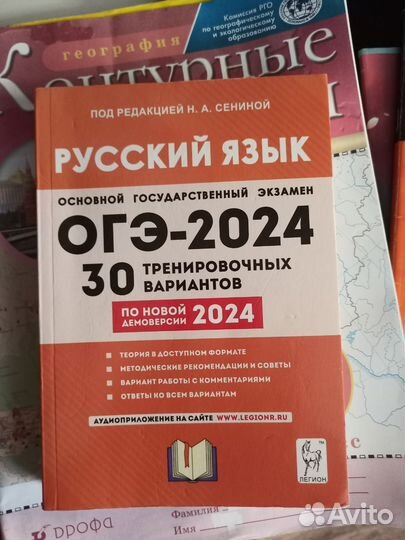 география
Комиссия РГО
по географическому
и экологическому
образованию
Контурные
ПОД РЕДАКЦИЕЙ Н. А. СЕНИНОЙ
РУССКИЙ ЯЗЫК
ОСНОВНОЙ ГОСУДАРСТВЕННЫЙ ЭКЗАМЕН
ОГЭ-2024
30 ТРЕНИРОВОЧНЫХ
ВАРИАНТОВ
ПО НОВОЙ
ДЕМОВЕРСИИ 2024
ТЕОРИЯ В ДОСТУПНОМ ФОРМАТЕ
МЕТОДИЧЕСКИЕ РЕКОМЕНДАЦИИ И СОВЕТЫ
ВАРИАНТ РАБОТЫ С КОММЕНТАРИЯМИ
ОТВЕТЫ КО ВСЕМ ВАРИАНТАМ
АУДИОПРИЛОЖЕНИЕ НА САЙТЕ WWW.LEGIONR.RU
ЛЕГИОН
TM
Фамилия
Имя
дрофа
Avito